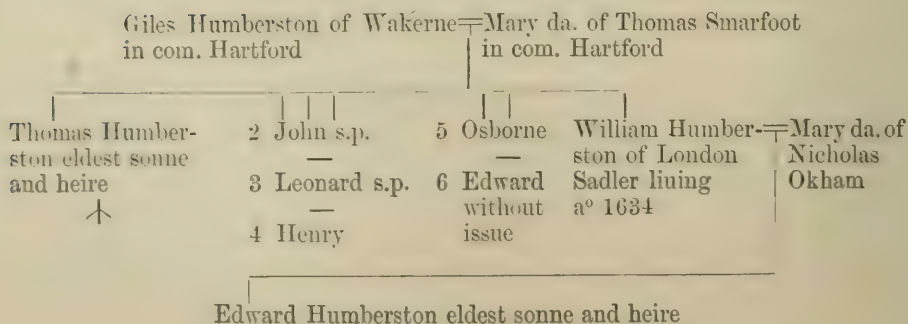 Giles Humberston of Wakerne=Mary da. of Thomas Smarfoot
in com. Hartford
in com. Hartford
Thomas Humber-
ston eldest sonne
and heire
2 John s.p.
3 Leonard s.p.
4 Henry
5 Osborne
6 Edward
without
issue
William Humber-
ston of London
Sadler liuing
aº 1634
=Mary da. of
Nicholas
Okham
Edward Humberston eldest sonne and heire